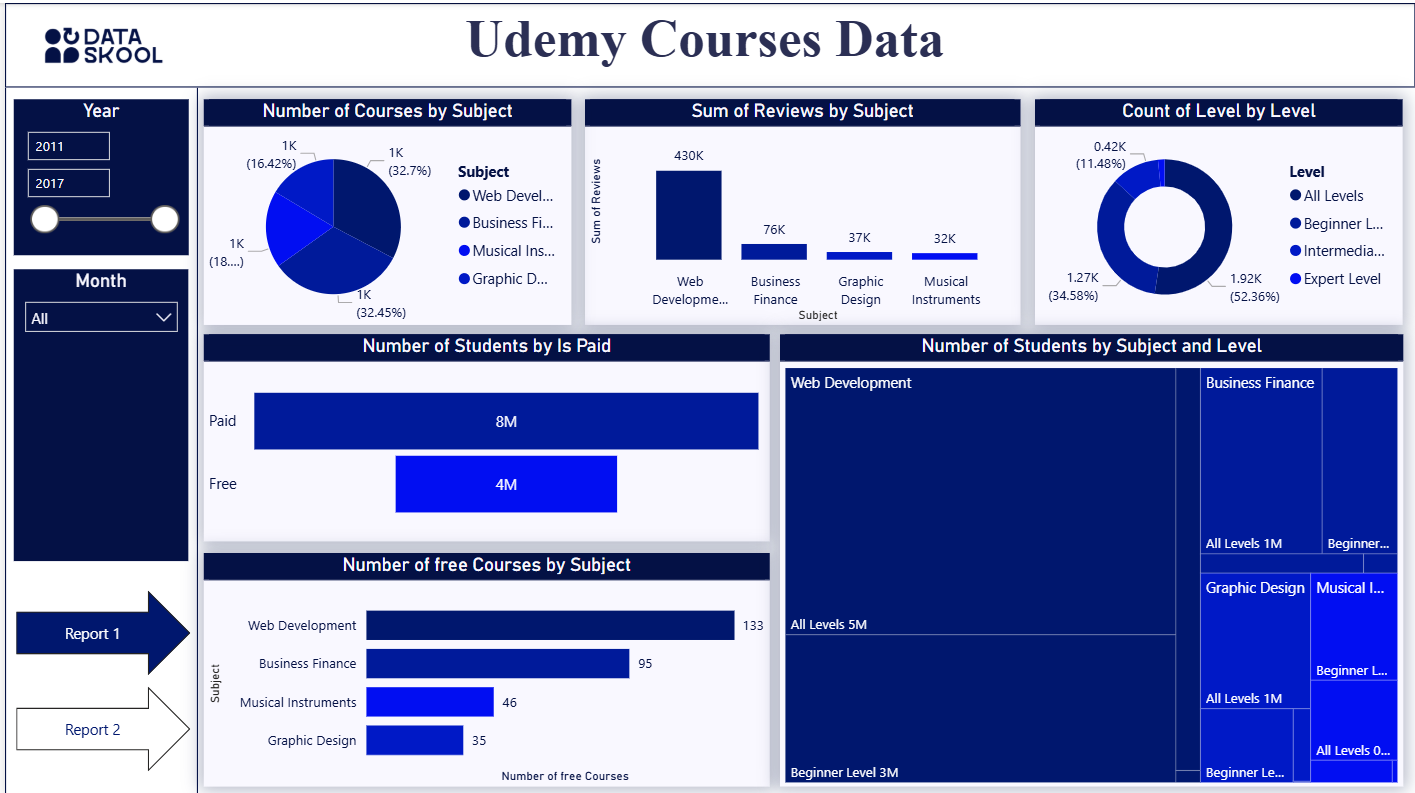 DATA
SKOOL
Udemy Courses Data
Year
2011
2017
Month
All
Report 1
Report 2
Number of Courses by Subject
1K
(32.7%)
1K
(32.45%)
1K
(18....)
1K
(16.42%)
Subject
Web Devel...
Business Fi...
Musical Ins...
Graphic D...
Sum of Reviews by Subject
Sum of Reviews
430K
76K
37K
32K
Web
Developme...
Business
Finance
Graphic
Design
Musical
Instruments
Subject
Count of Level by Level
0.42K
(11.48%)
1.27K
(34.58%)
1.92K
(52.36%)
Level
All Levels
Beginner L...
Intermedia...
Expert Level
Number of Students by Is Paid
Paid
8M
Free
4M
Number of free Courses by Subject
Subject
Web Development
133
Business Finance
95
Musical Instruments
46
Graphic Design
35
Number of free Courses
Number of Students by Subject and Level
Web Development
All Levels 5M
Beginner Level 3M
Business Finance
All Levels 1M
Beginner...
Graphic Design
All Levels 1M
Beginner Le...
Musical I...
Beginner L...
All Levels 0...